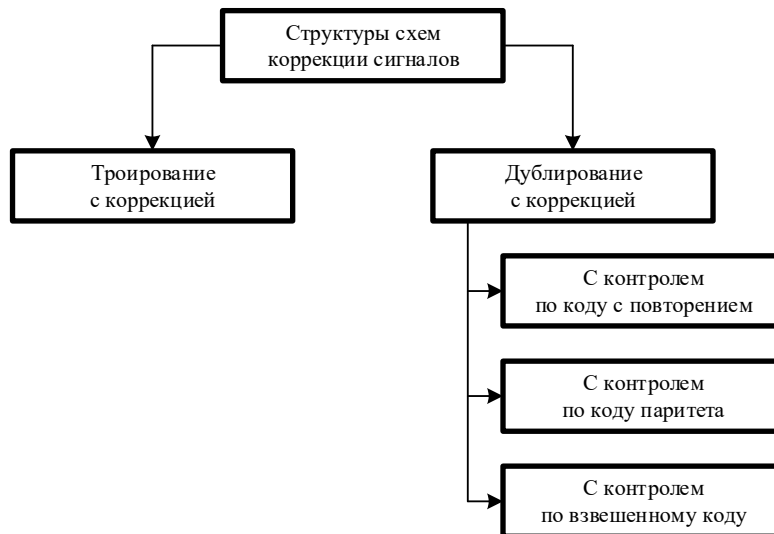 Структуры схем
коррекции сигналов
Троирование
с коррекцией
Дублирование
с коррекцией
С контролем
по коду с повторением
С контролем
по коду паритета
С контролем
по взвешенному коду